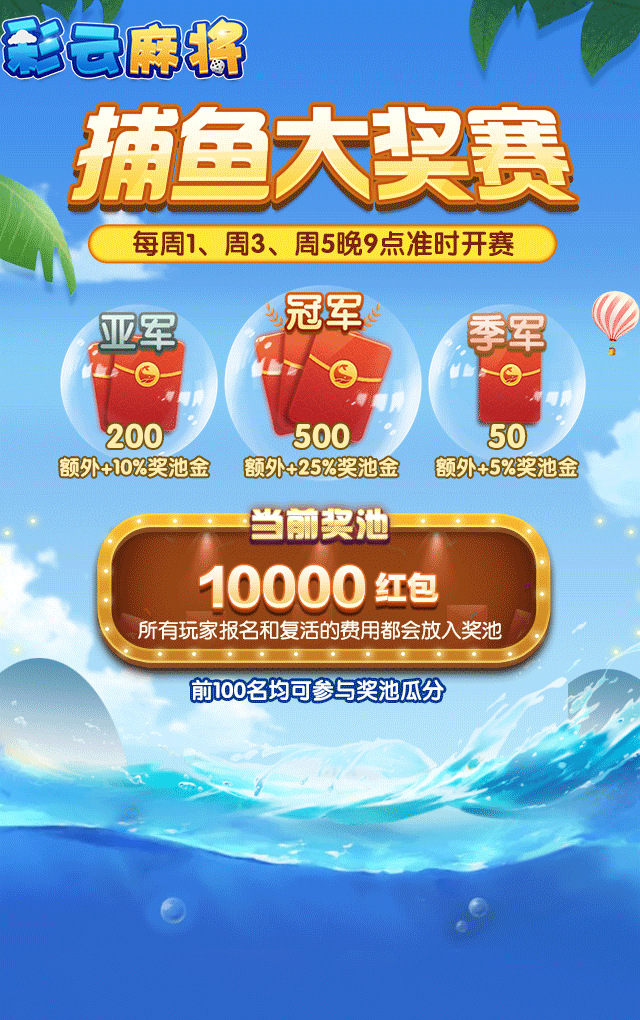 彩云麻将
捕鱼大奖赛
每周1、周3、周5晚9点准时开赛
亚军
200
额外+10%奖池金
冠军
500
额外+25%奖池金
季军
50
额外+5%奖池金
当前奖池
10000 红包
所有玩家报名和复活的费用都会放入奖池
前100名均可参与奖池瓜分